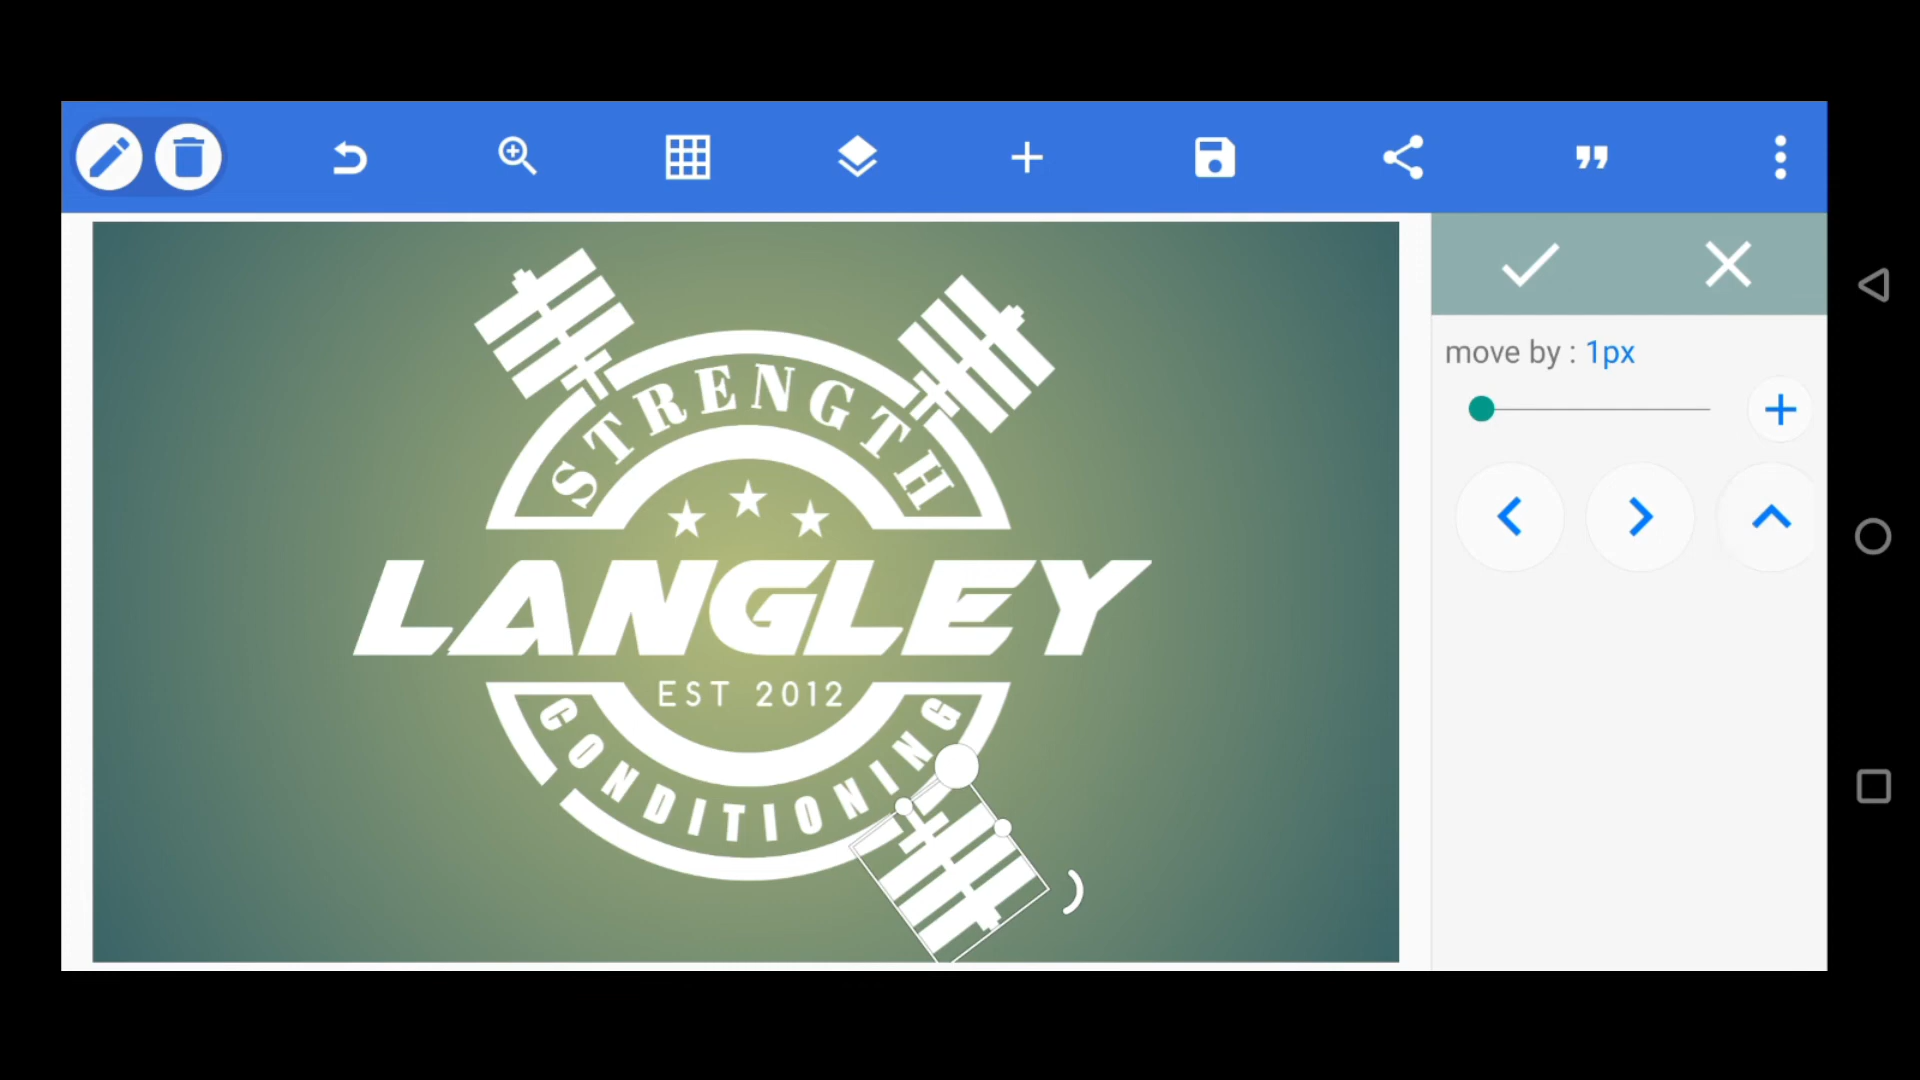 move by : 1px
STRENGTH
LANGLEY
EST 2012
CONDITIONING